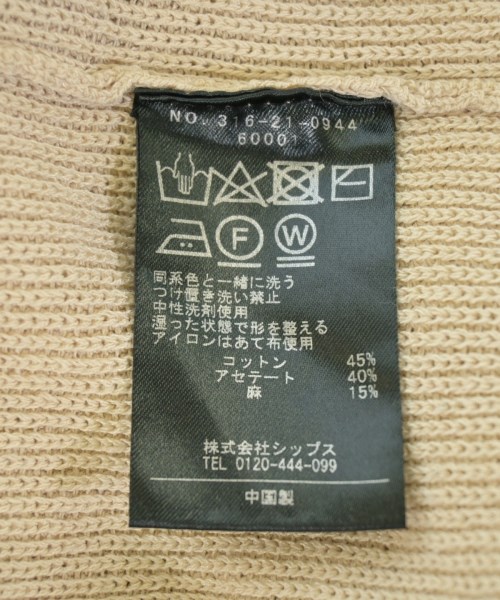 NO. 316-21-0944
60001
F W
同系色と一緒に洗う
つけ置き洗い禁止
中性洗剤使用
湿った状態で形を整える
アイロンはあて布使用
コットン 45%
アセテート 40%
麻 15%
株式会社シップス
TEL 0120-444-099
中国製